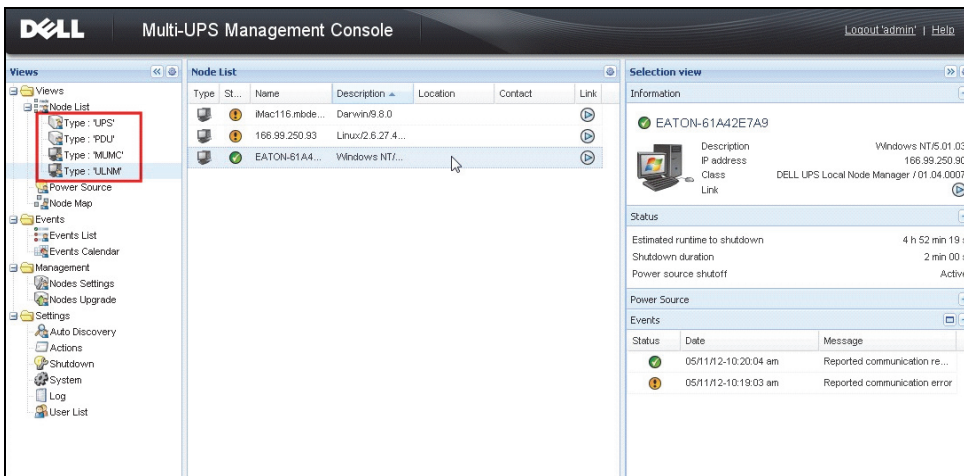 DELL Multi-UPS Management Console Logout 'admin' | Help
Views
Views
Node List
Type : 'UPS'
Type : 'PDU'
Type : 'MUMC'
Type : 'ULNM'
Power Source
Node Map
Events
Events List
Events Calendar
Management
Nodes Settings
Nodes Upgrade
Settings
Auto Discovery
Actions
Shutdown
System
Log
User List
Node List
Type St... Name Description Location Contact Link
iMac116.mbde... Darwin/9.8.0
166.99.250.93 Linux/2.6.27.4...
EATON-61A4... Windows NT/...
Selection view
Information
EATON-61A42E7A9
Description Windows NT/5.01.03
IP address 166.99.250.90
Class DELL UPS Local Node Manager / 01.04.0007
Link
Status
Estimated runtime to shutdown 4 h 52 min 19
Shutdown duration 2 min 00
Power source shutoff Active
Power Source
Events
Status Date Message
05/11/12-10:20:04 am Reported communication re...
05/11/12-10:19:03 am Reported communication error